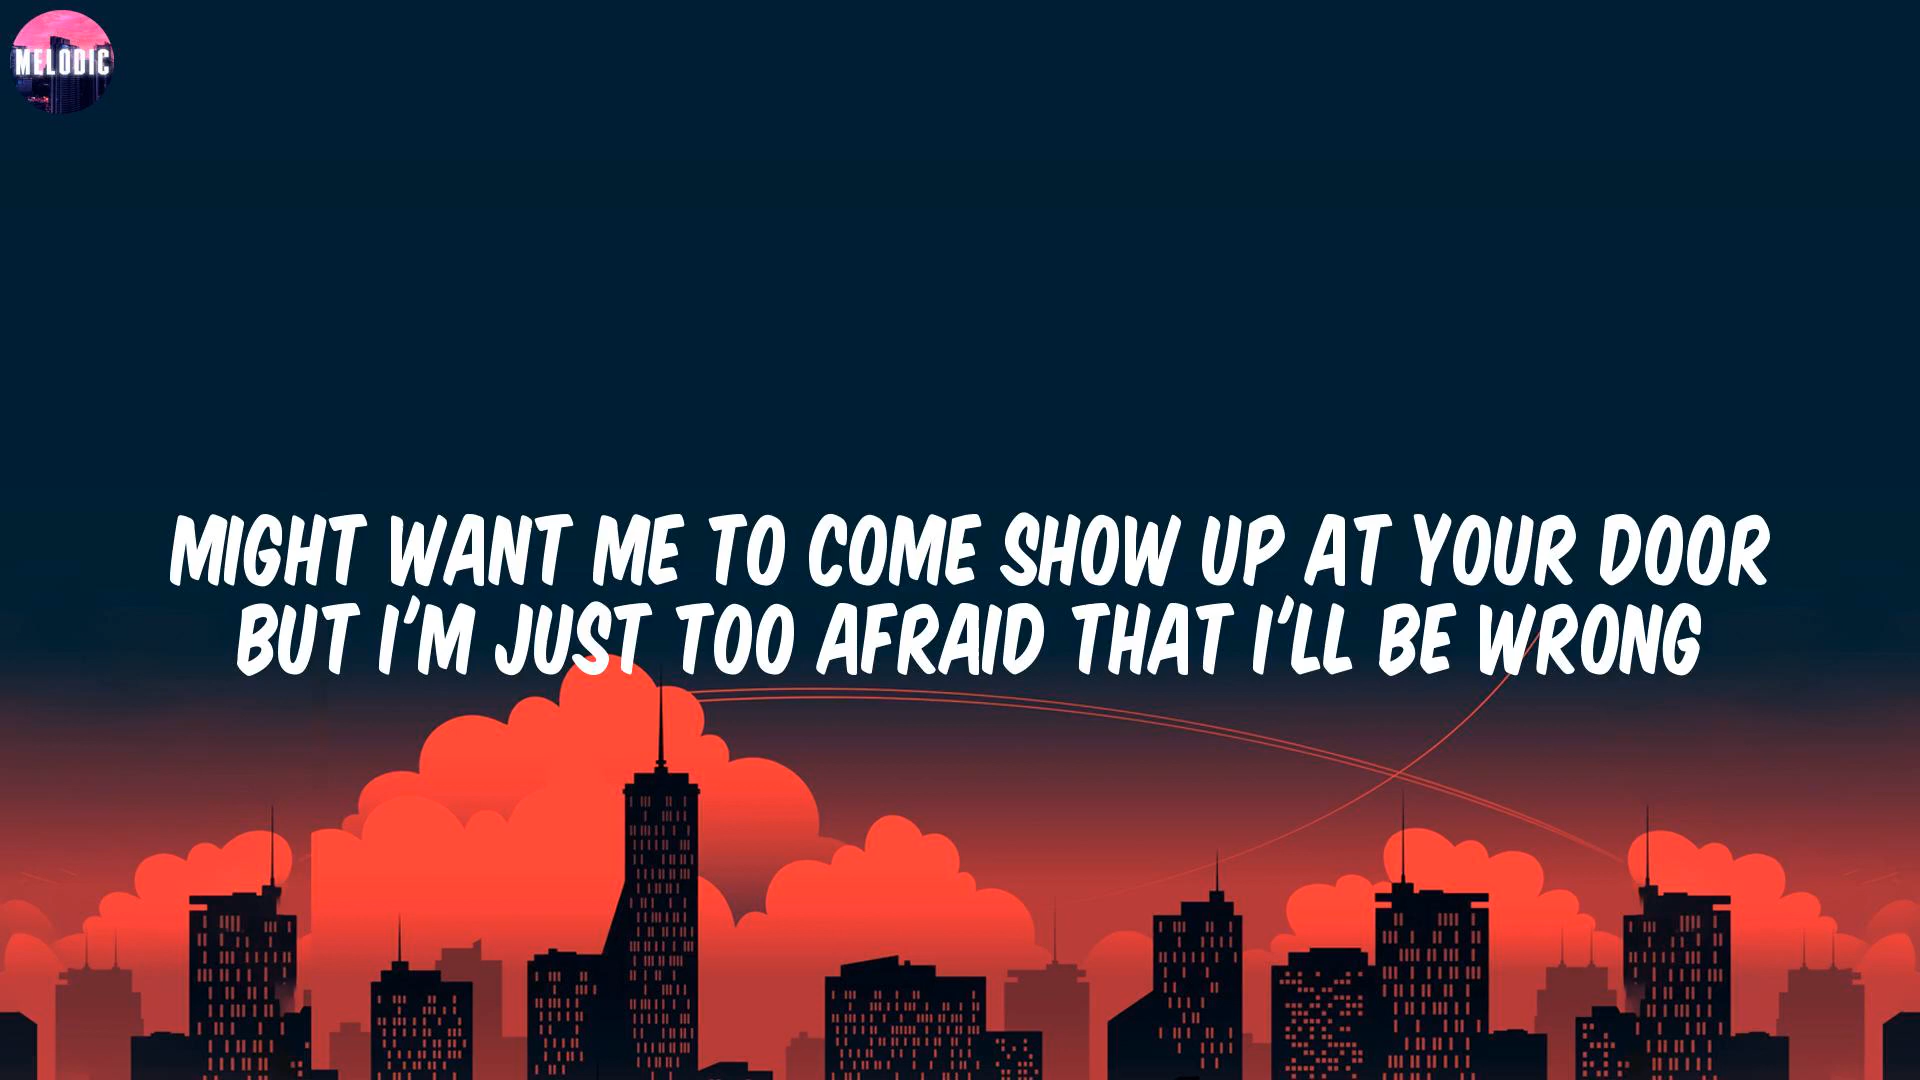 MELODIC
MIGHT WANT ME TO COME SHOW UP AT YOUR DOOR
BUT I'M JUST TOO AFRAID THAT I'LL BE WRONG